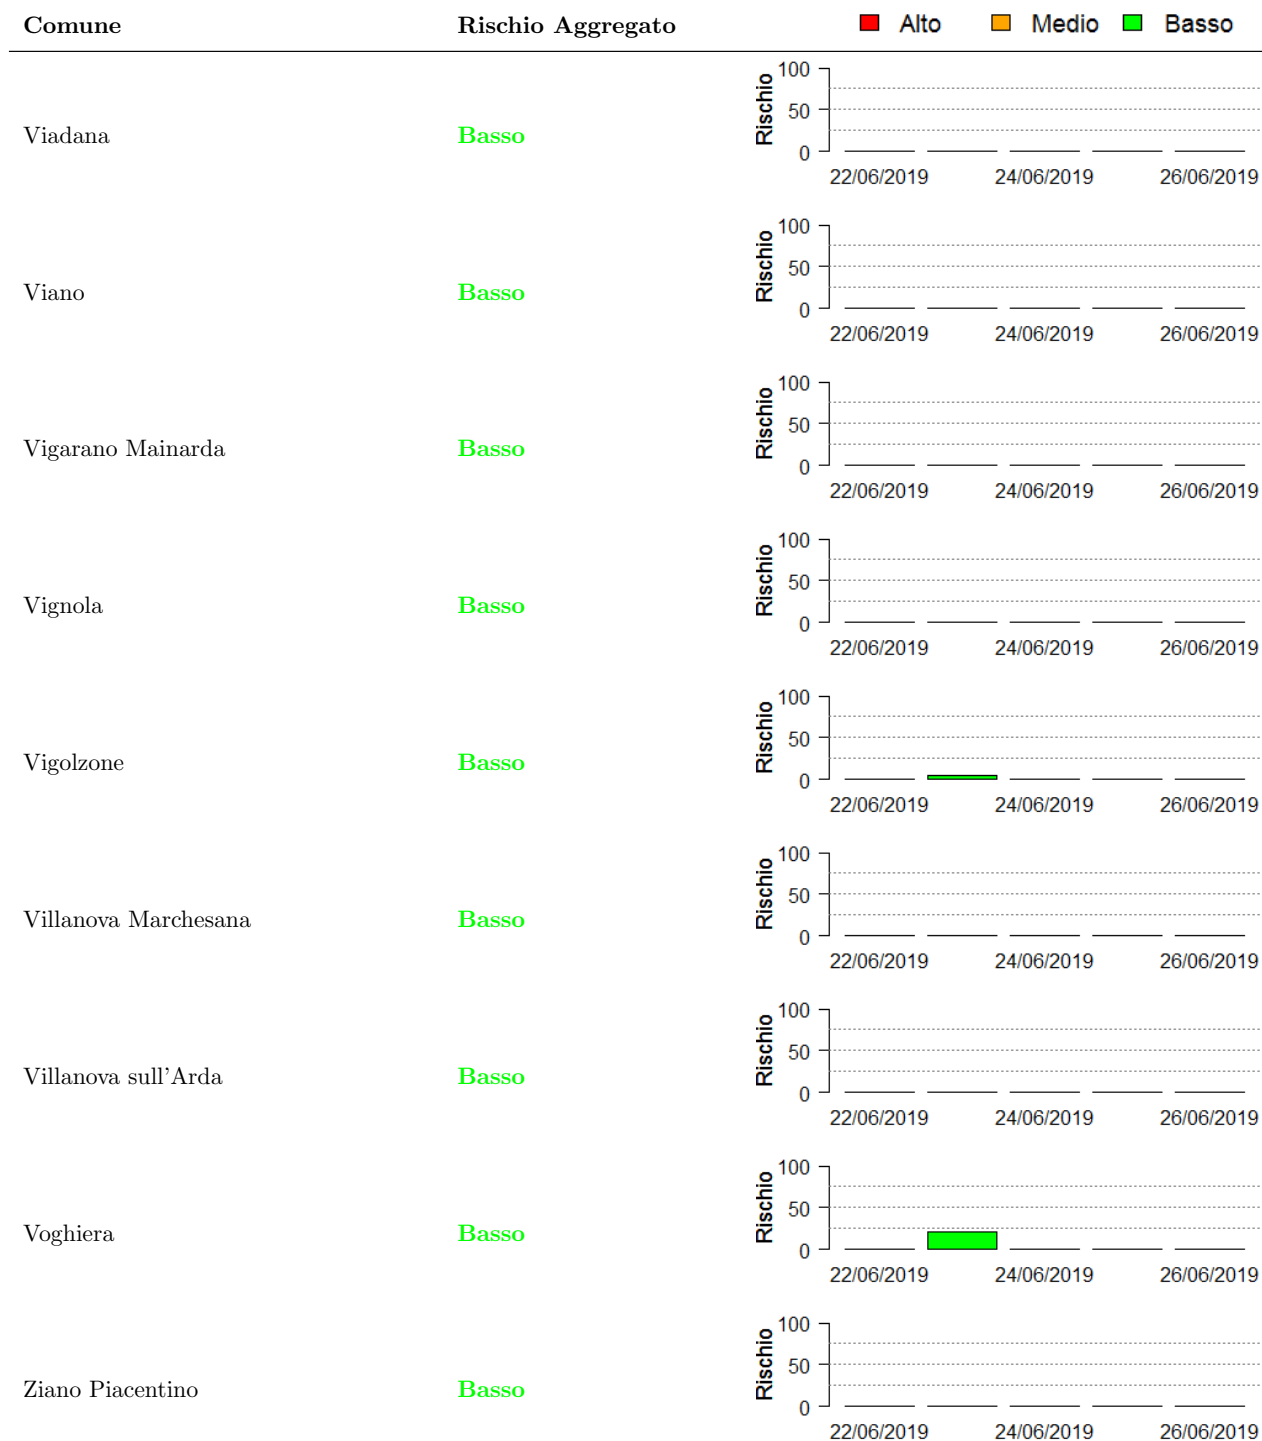 Comune Rischio Aggregato Alto Medio Basso
Viadana Basso Rischio 100 50 0
22/06/2019 24/06/2019 26/06/2019
Viano Basso Rischio 100 50 0
22/06/2019 24/06/2019 26/06/2019
Vigarano Mainarda Basso Rischio 100 50 0
22/06/2019 24/06/2019 26/06/2019
Vignola Basso Rischio 100 50 0
22/06/2019 24/06/2019 26/06/2019
Vigolzone Basso Rischio 100 50 0
22/06/2019 24/06/2019 26/06/2019
Villanova Marchesana Basso Rischio 100 50 0
22/06/2019 24/06/2019 26/06/2019
Villanova sull'Arda Basso Rischio 100 50 0
22/06/2019 24/06/2019 26/06/2019
Voghiera Basso Rischio 100 50 0
22/06/2019 24/06/2019 26/06/2019
Ziano Piacentino Basso Rischio 100 50 0
22/06/2019 24/06/2019 26/06/2019